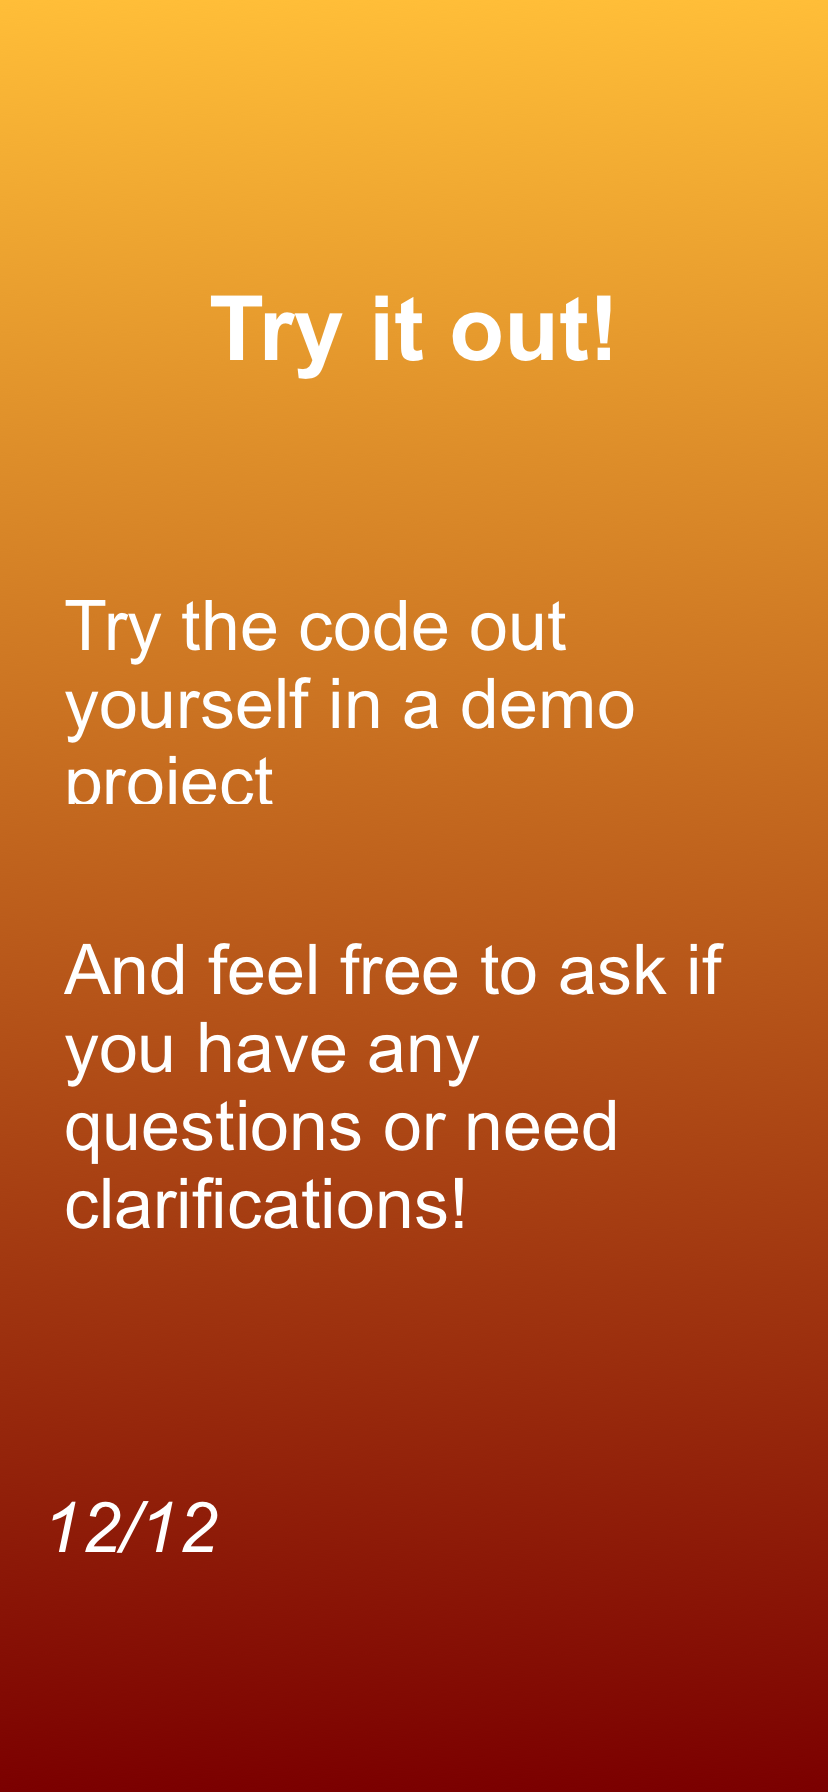 Try it out!
Try the code out
yourself in a demo
project
And feel free to ask if
you have any
questions or need
clarifications!
12/12